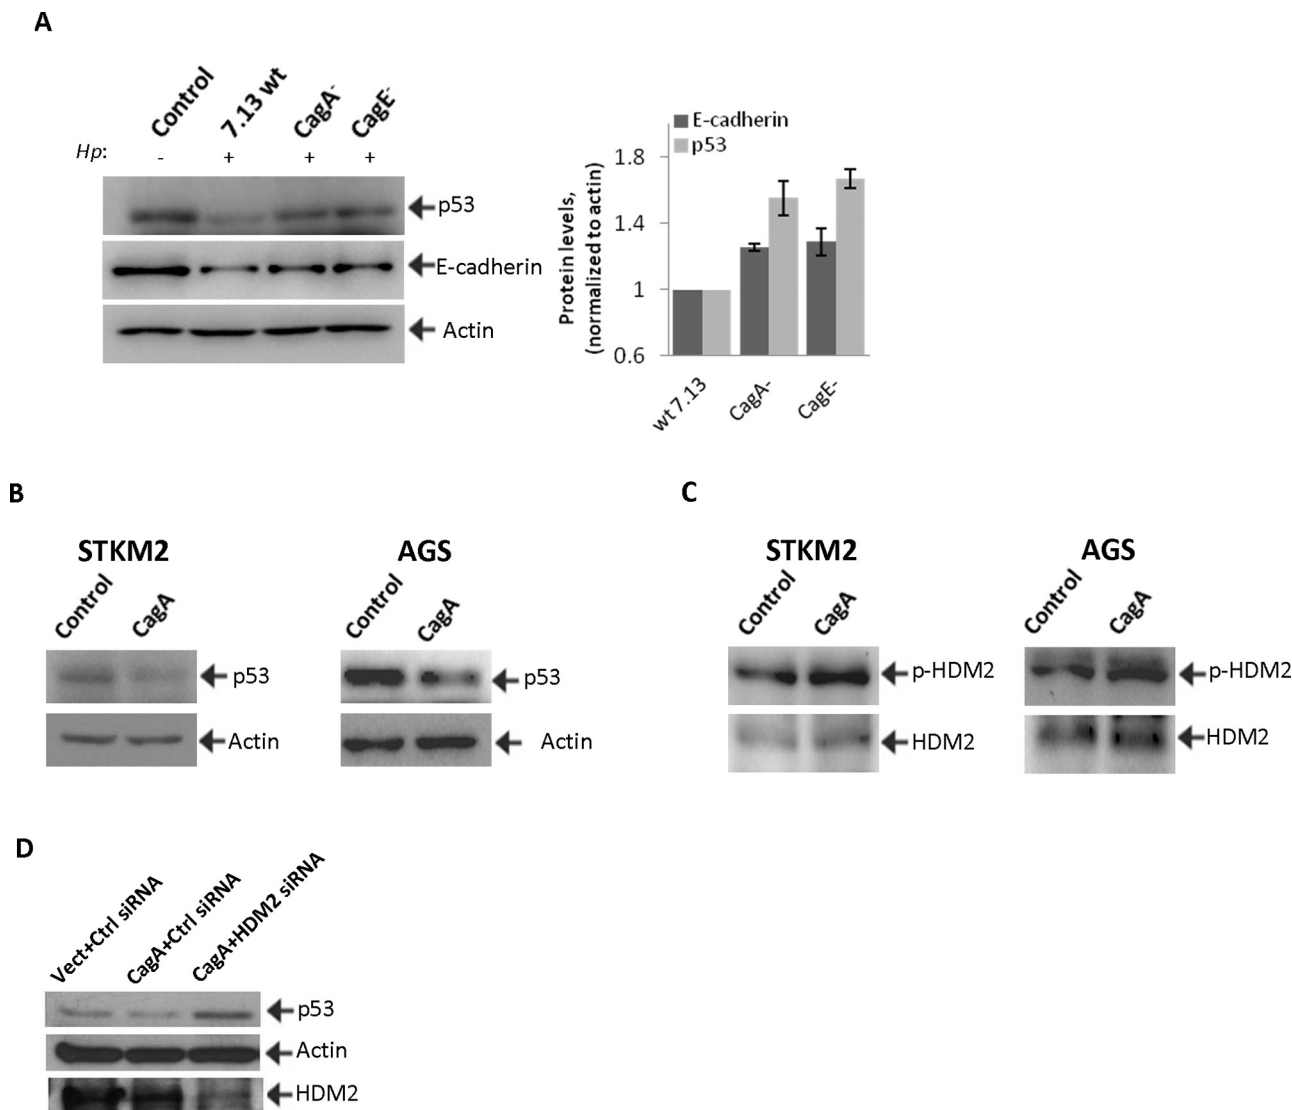 A
Control
7.13 wt
CagA-
CagE-
Hp:
-
+
+
+
p53
E-cadherin
Actin
E-cadherin
p53
Protein levels,
(normalized to actin)
1.8
1.4
1
0.6
wt 7.13
CagA-
CagE-
B
STKM2
Control
CagA
p53
Actin
AGS
Control
CagA
p53
Actin
C
STKM2
Control
CagA
p-HDM2
HDM2
AGS
Control
CagA
p-HDM2
HDM2
D
Vect+Ctrl siRNA
CagA+Ctrl siRNA
CagA+HDM2 siRNA
p53
Actin
HDM2